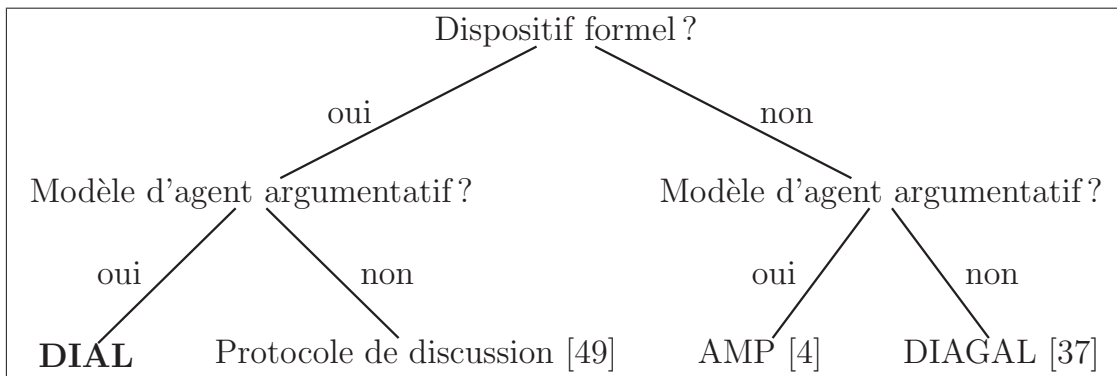 Dispositif formel ?
oui non
Modèle d'agent argumentatif ? Modèle d'agent argumentatif ?
oui non oui non
DIAL Protocole de discussion [49] AMP [4] DIAGAL [37]